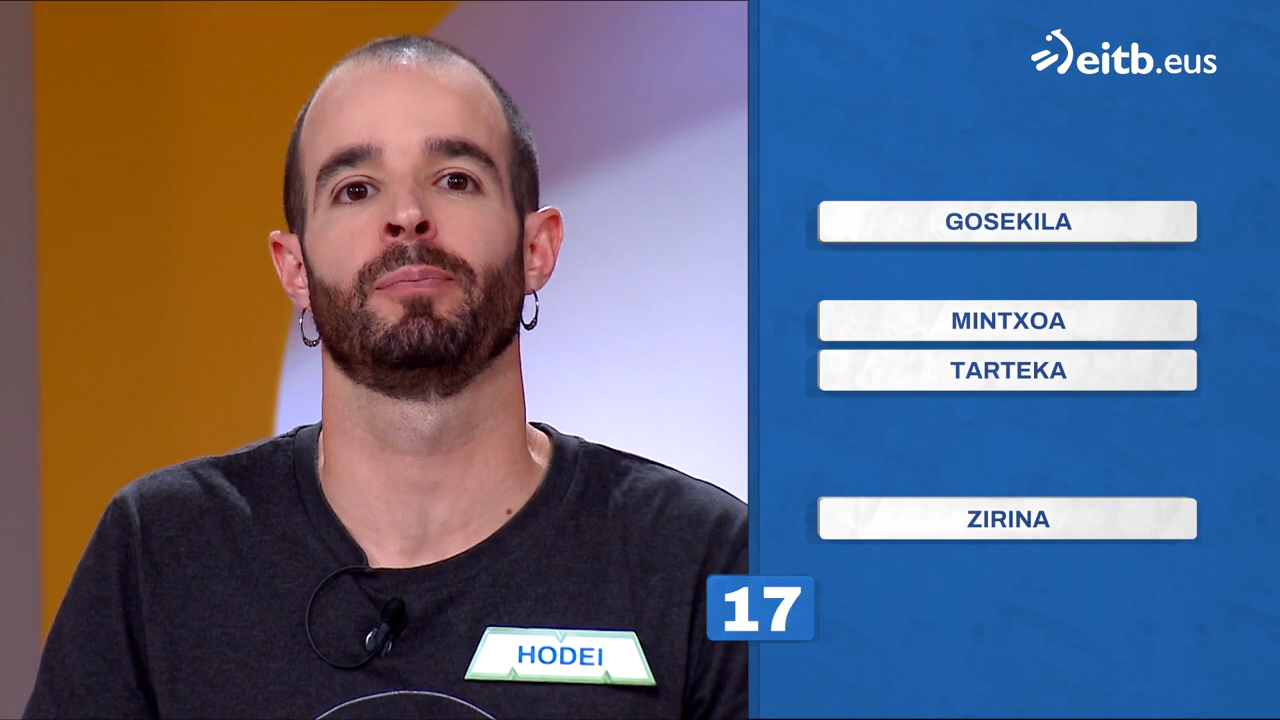 eitb.eus
GOSEKILA
MINTXOA
TARTEKA
ZIRINA
17
HODEI